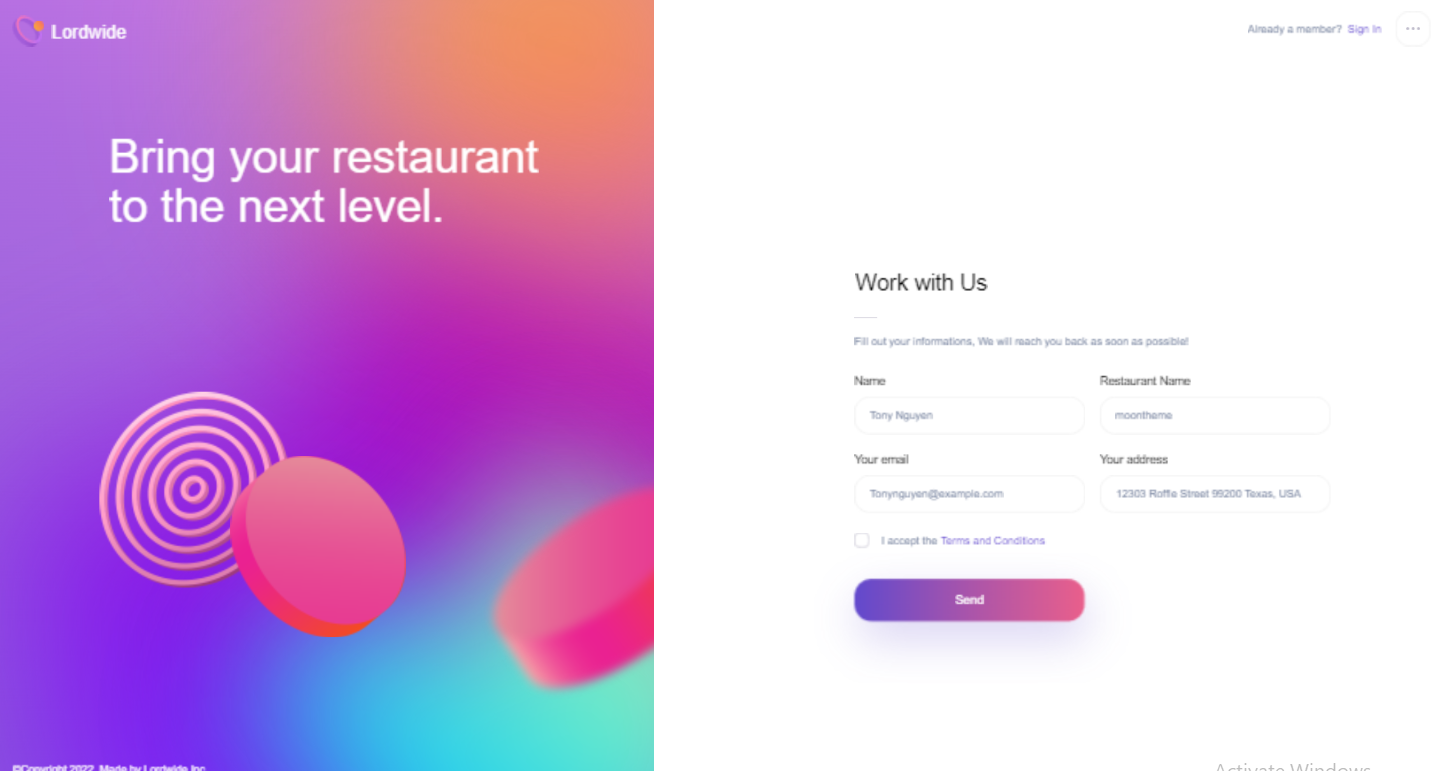 Lordwide
Already a member? Sign In
Bring your restaurant
to the next level.
Work with Us
Fill out your informations, We will reach you back as soon as possible!
Name
Restaurant Name
Tony Nguyen
moontheme
Your email
Your address
Tonynguyen@example.com
12303 Roffle Street 99200 Texas, USA
I accept the Terms and Conditions
Send
©Copyright 2022. Made by Lordwide Inc
Activate Windows